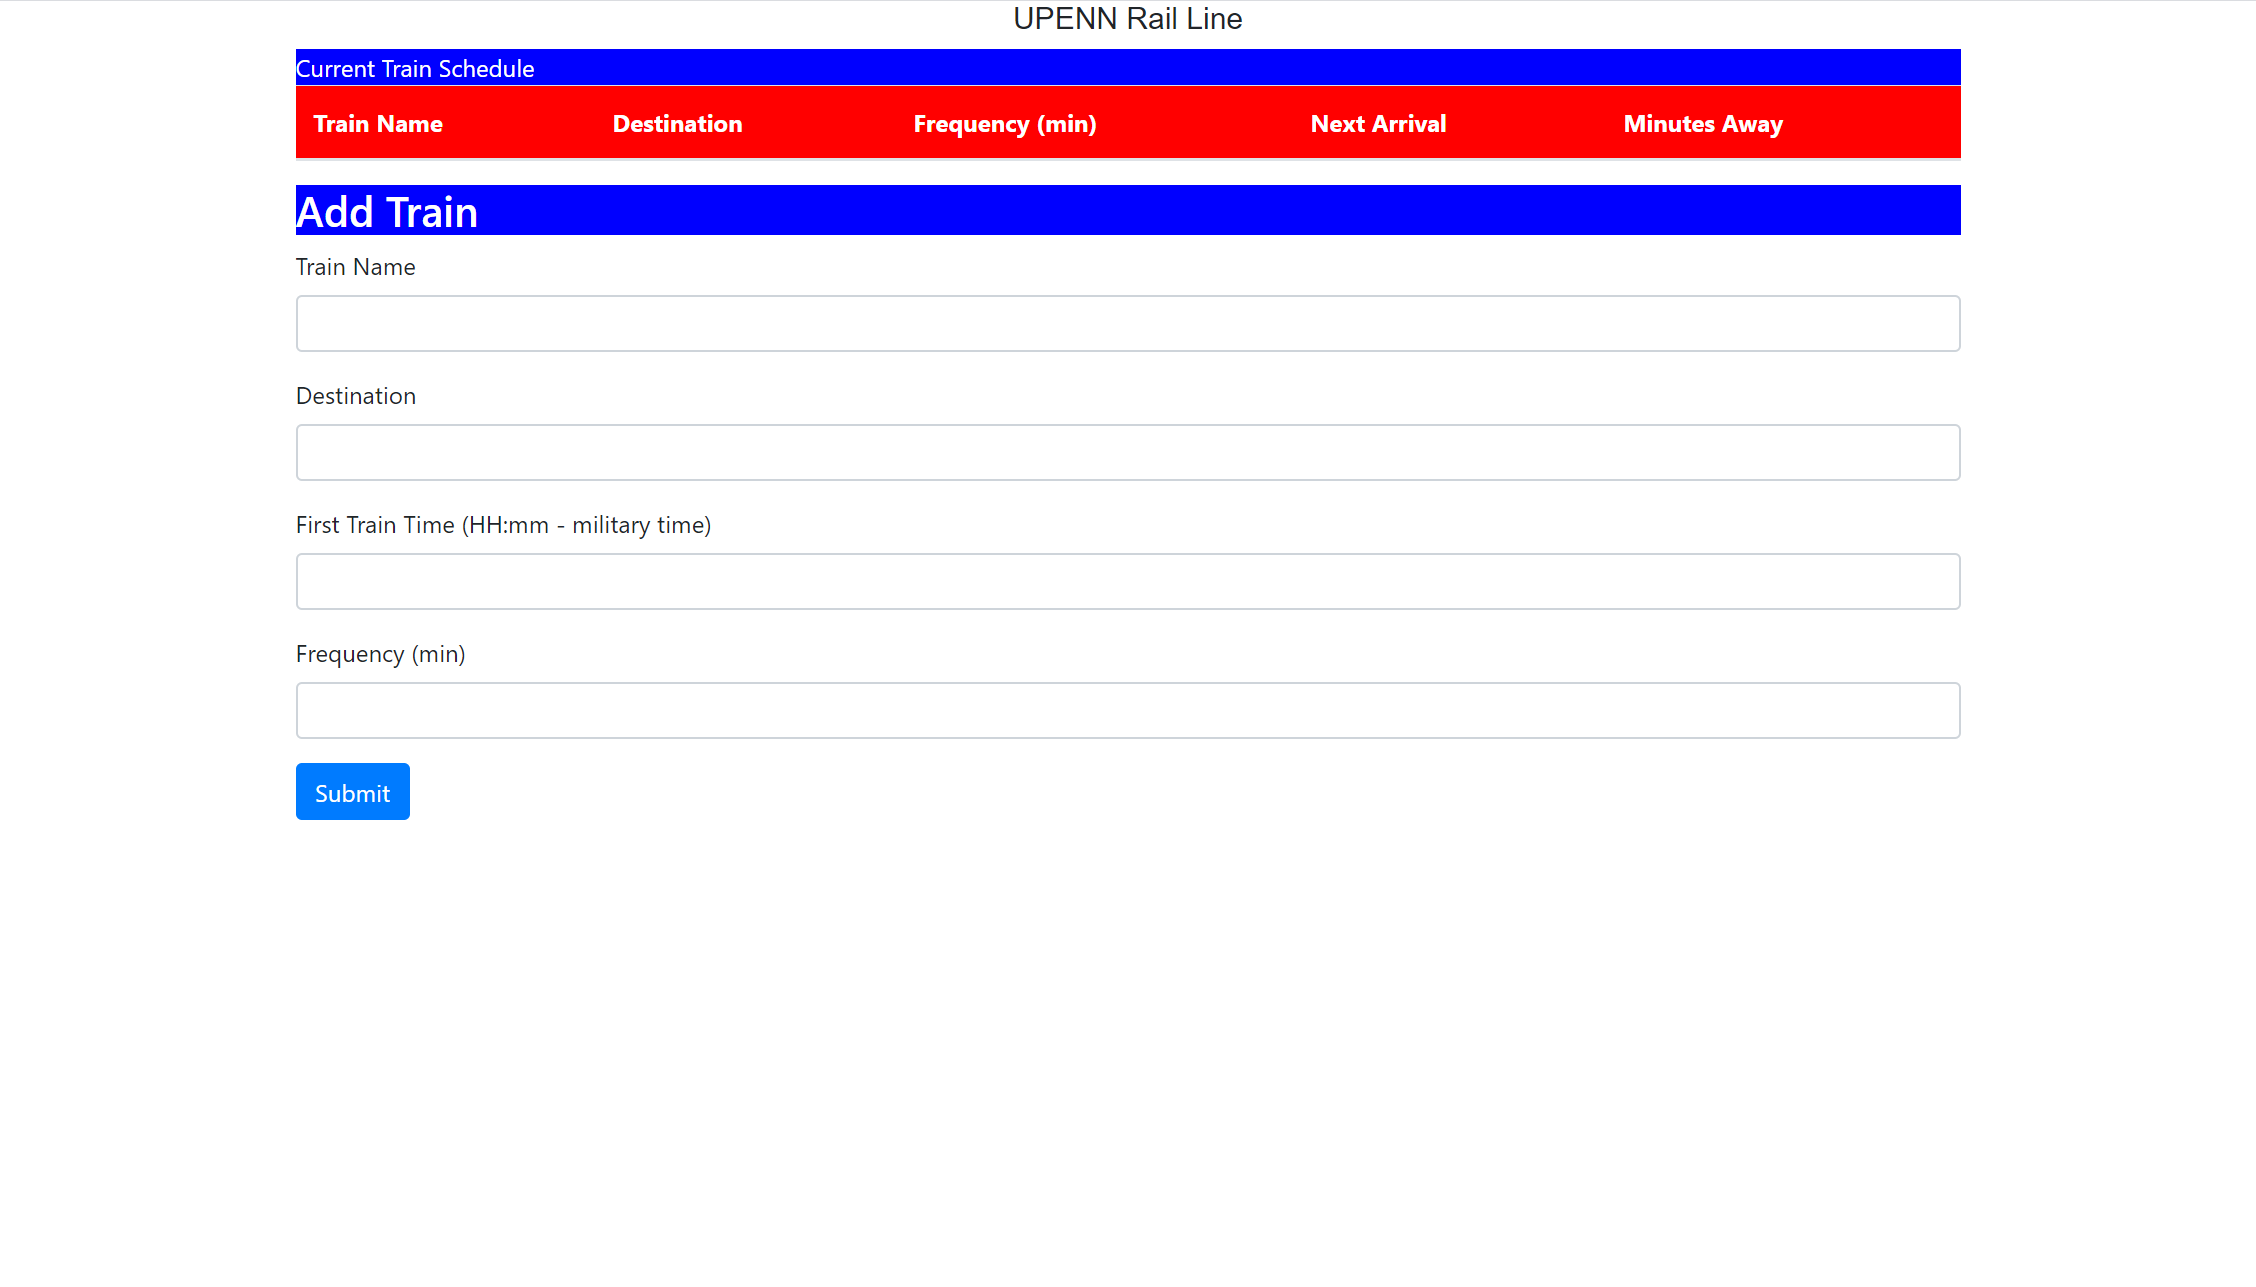 UPENN Rail Line
Current Train Schedule
Train Name Destination Frequency (min) Next Arrival Minutes Away
Add Train
Train Name
Destination
First Train Time (HH:mm - military time)
Frequency (min)
Submit